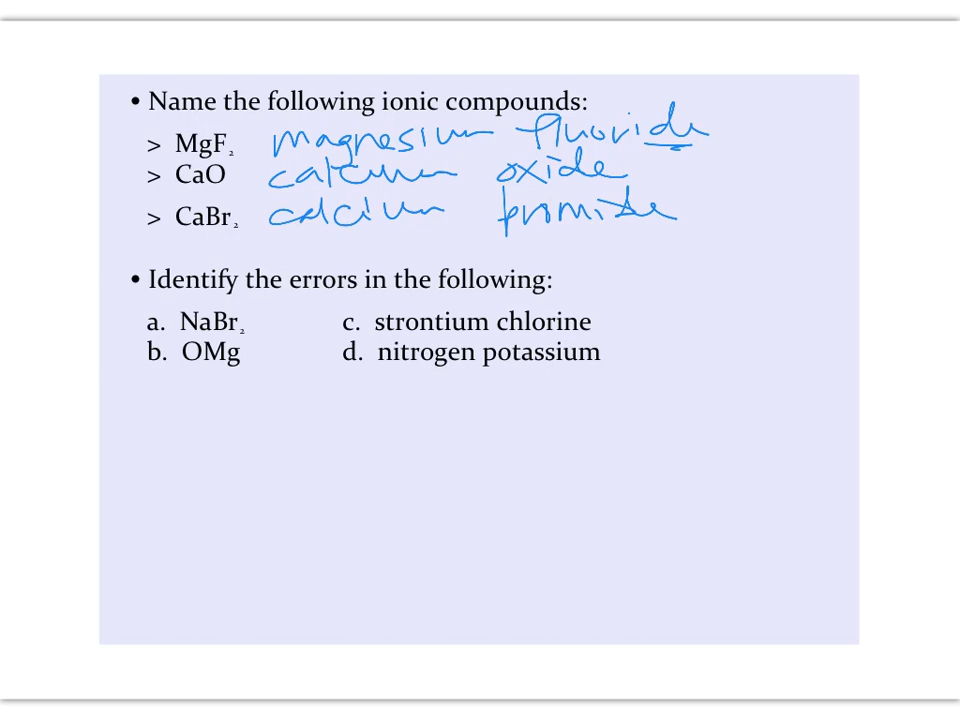 • Name the following ionic compounds:
> MgF₂ magnesium fluoride
> CaO calcium oxide
> CaBr₂ calcium bromide
• Identify the errors in the following:
a. NaBr₂ c. strontium chlorine
b. OMg d. nitrogen potassium